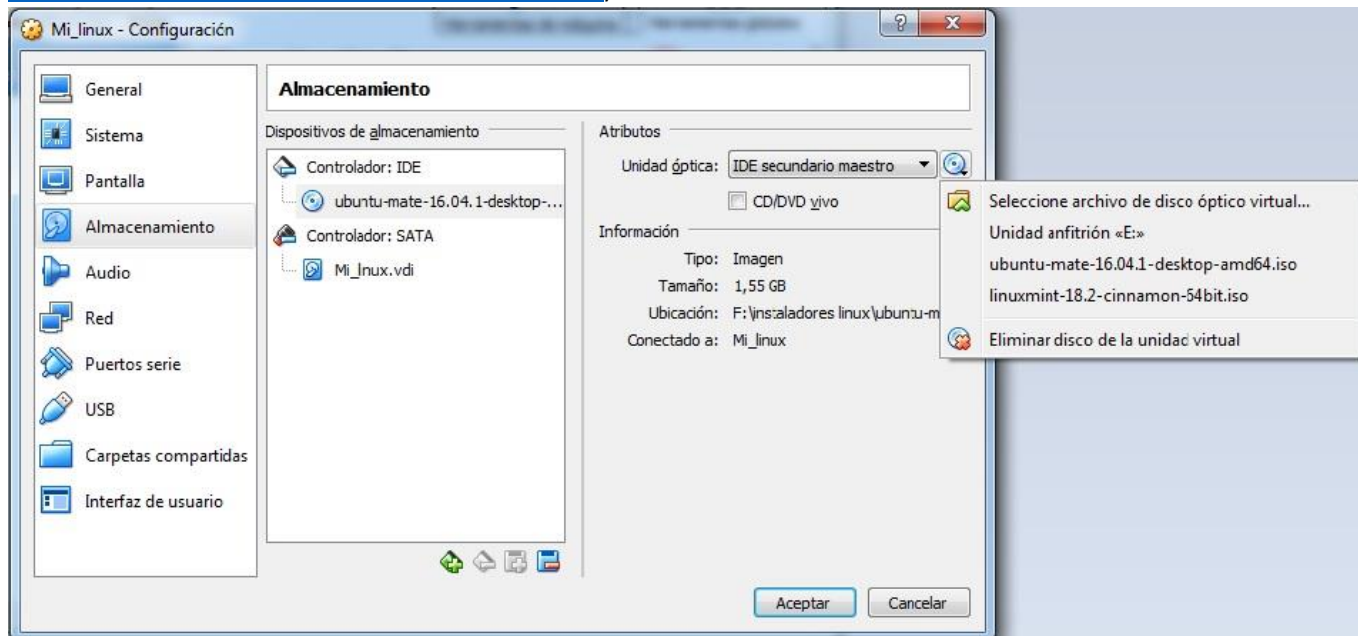 Mi_linux - Configuración
General
Sistema
Pantalla
Almacenamiento
Audio
Red
Puertos serie
USB
Carpetas compartidas
Interfaz de usuario
Almacenamiento
Dispositivos de almacenamiento
Controlador: IDE
ubuntu-mate-16.04.1-desktop-...
Controlador: SATA
Mi_lnux.vdi
Atributos
Unidad óptica: IDE secundario maestro
CD/DVD vivo
Información
Tipo: Imagen
Tamaño: 1,55 GB
Ubicación: F:\instaladores linux\ubuntu-m
Conectado a: Mi_linux
Seleccione archivo de disco óptico virtual...
Unidad anfitrión «E:»
ubuntu-mate-16.04.1-desktop-amd64.iso
linuxmint-18.2-cinnamon-64bit.iso
Eliminar disco de la unidad virtual
Aceptar Cancelar